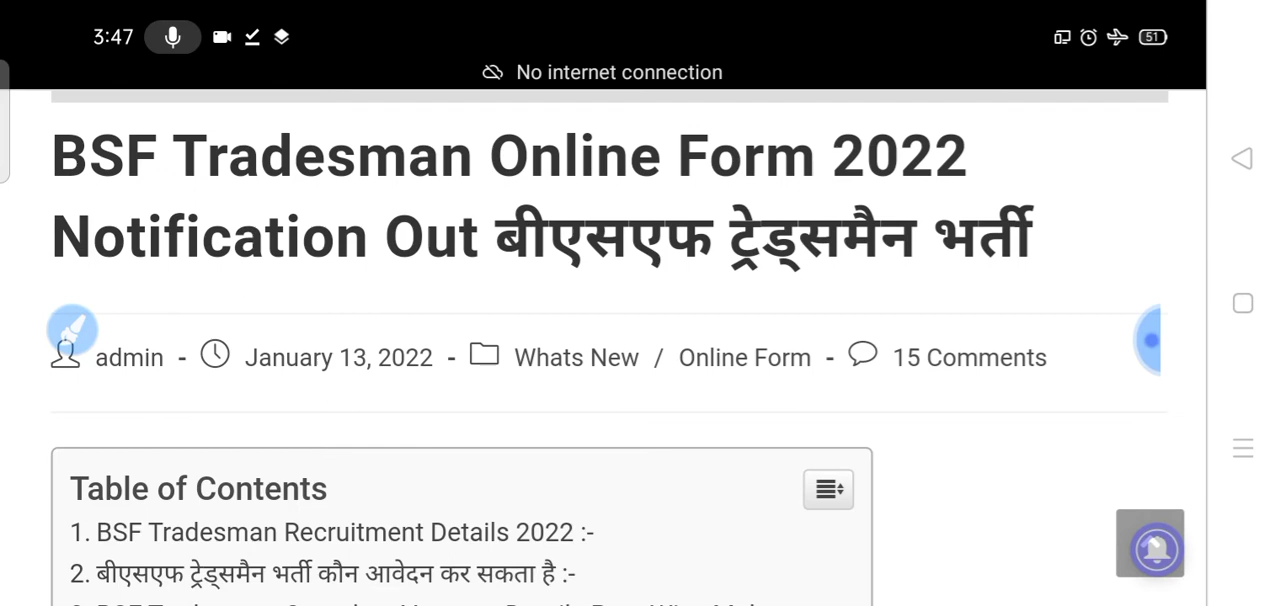 3:47
51
No internet connection
BSF Tradesman Online Form 2022
Notification Out बीएसएफ ट्रेड्समैन भर्ती
admin - January 13, 2022 - Whats New / Online Form - 15 Comments
Table of Contents
1. BSF Tradesman Recruitment Details 2022 :-
2. बीएसएफ ट्रेड्समैन भर्ती कौन आवेदन कर सकता है :-